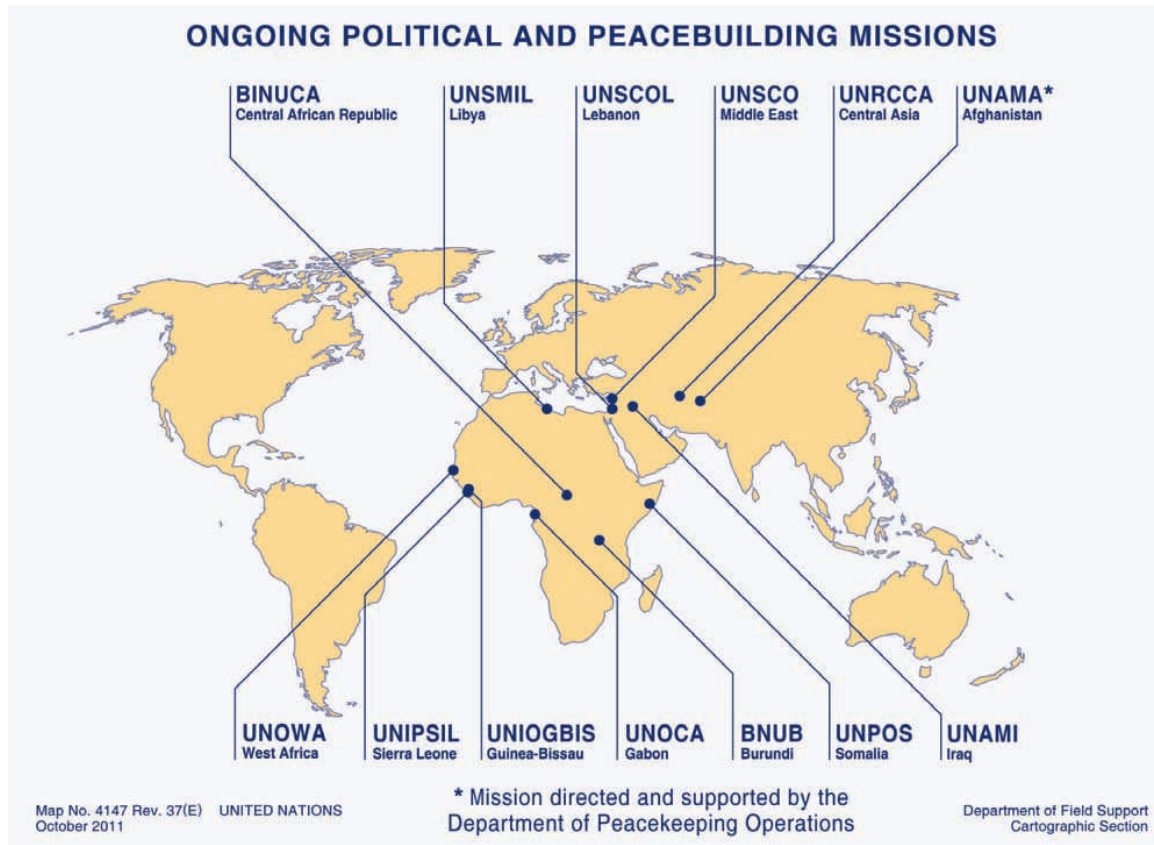 ONGOING POLITICAL AND PEACEBUILDING MISSIONS
BINUCA
Central African Republic
UNSMIL
Libya
UNSCOL
Lebanon
UNSCO
Middle East
UNRCCA
Central Asia
UNAMA*
Afghanistan
UNOWA
West Africa
UNIPSIL
Sierra Leone
UNIOGBIS
Guinea-Bissau
UNOCA
Gabon
BNUB
Burundi
UNPOS
Somalia
UNAMI
Iraq
* Mission directed and supported by the
Department of Peacekeeping Operations
Map No. 4147 Rev. 37(E) UNITED NATIONS
October 2011
Department of Field Support
Cartographic Section